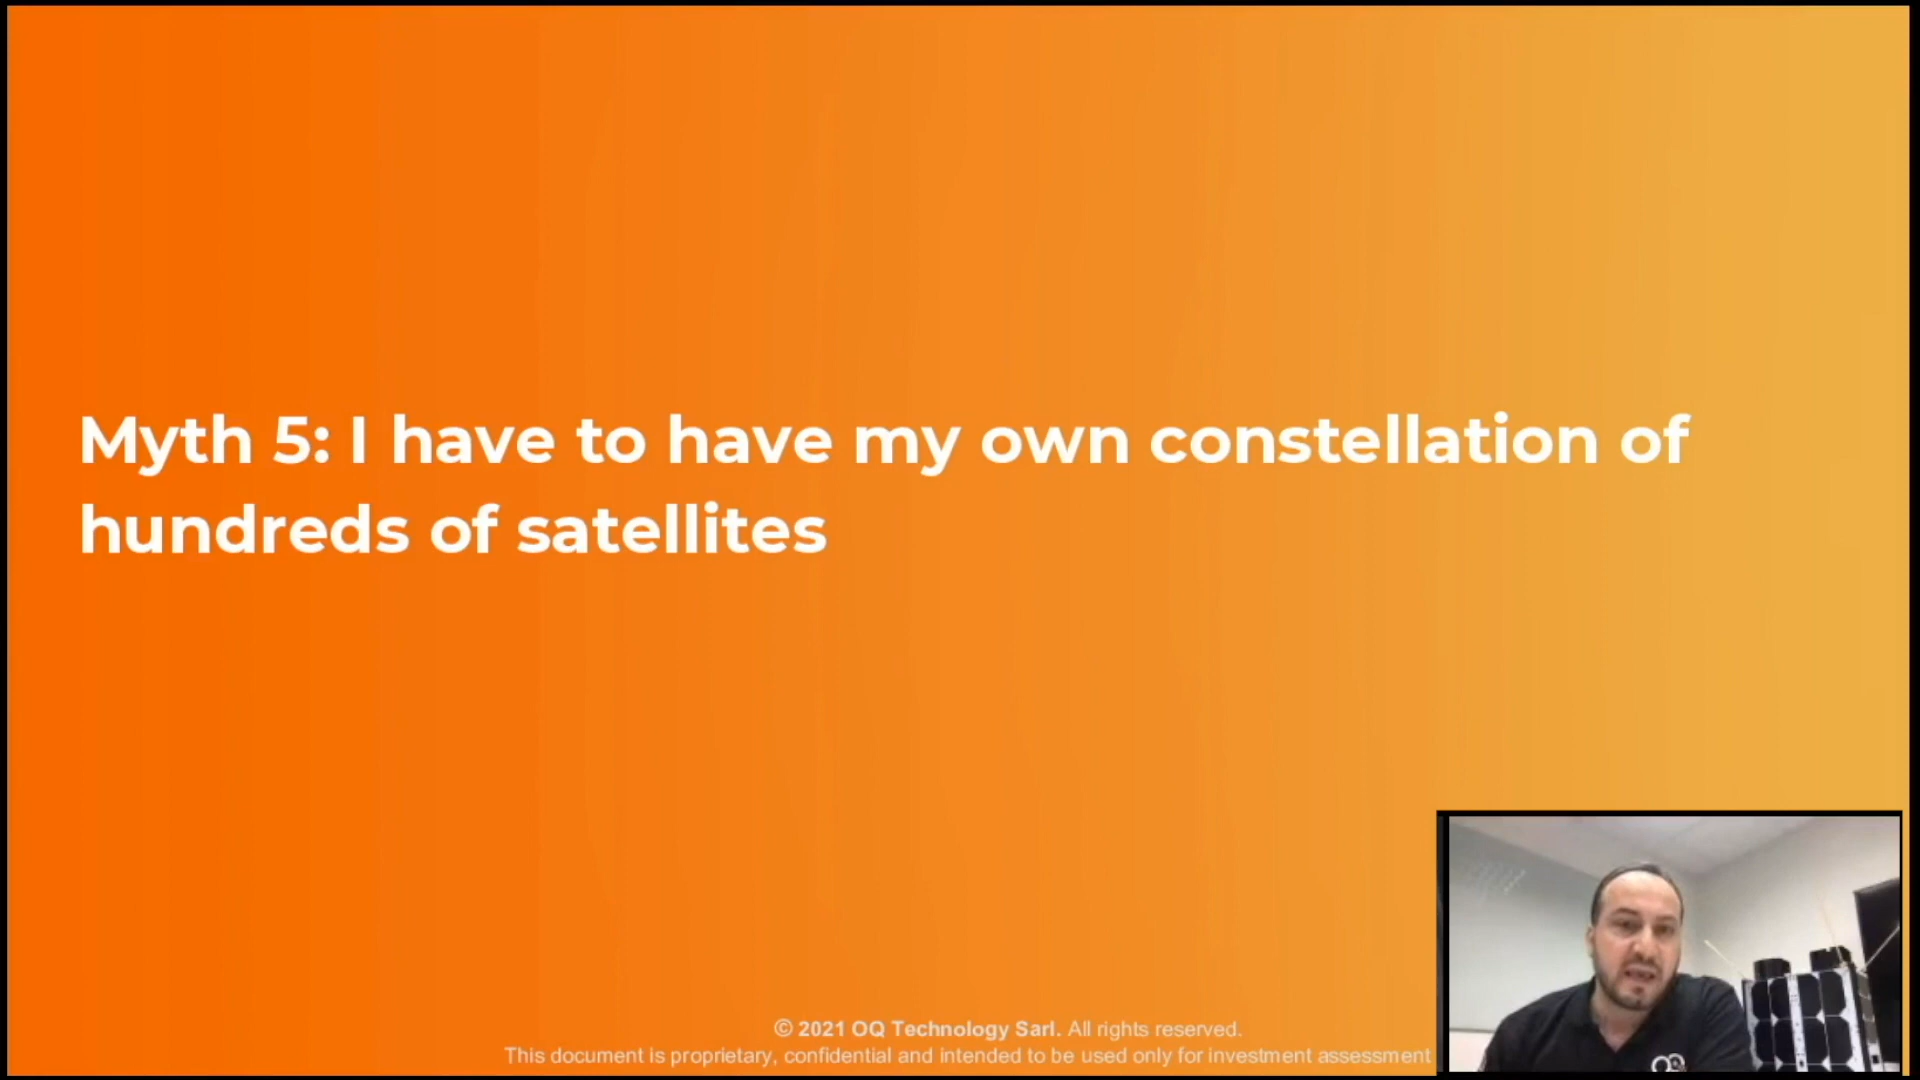 Myth 5: I have to have my own constellation of
hundreds of satellites
© 2021 OQ Technology Sarl. All rights reserved.
This document is proprietary, confidential and intended to be used only for investment assessment